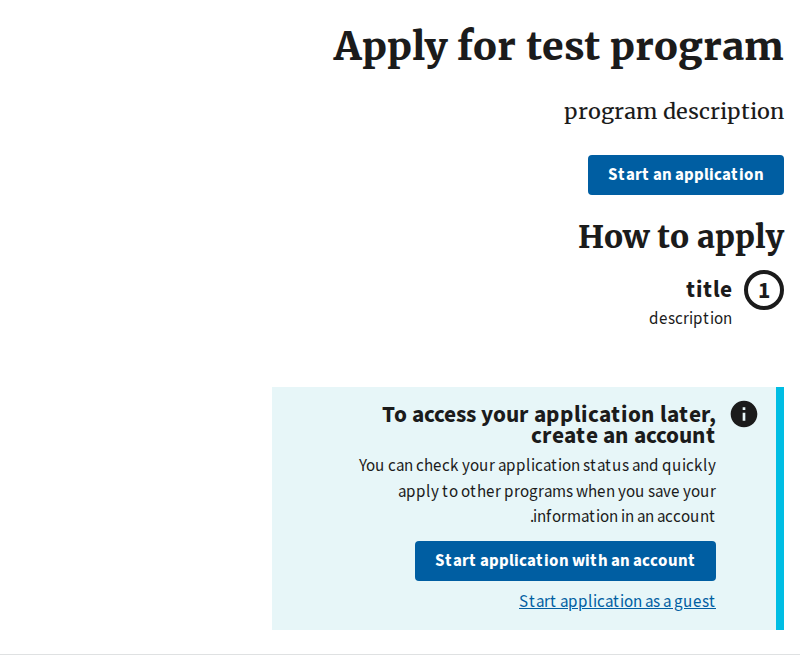 Apply for test program
program description
Start an application
How to apply
1
title
description
To access your application later,
create an account
You can check your application status and quickly
apply to other programs when you save your
.information in an account
Start application with an account
Start application as a guest